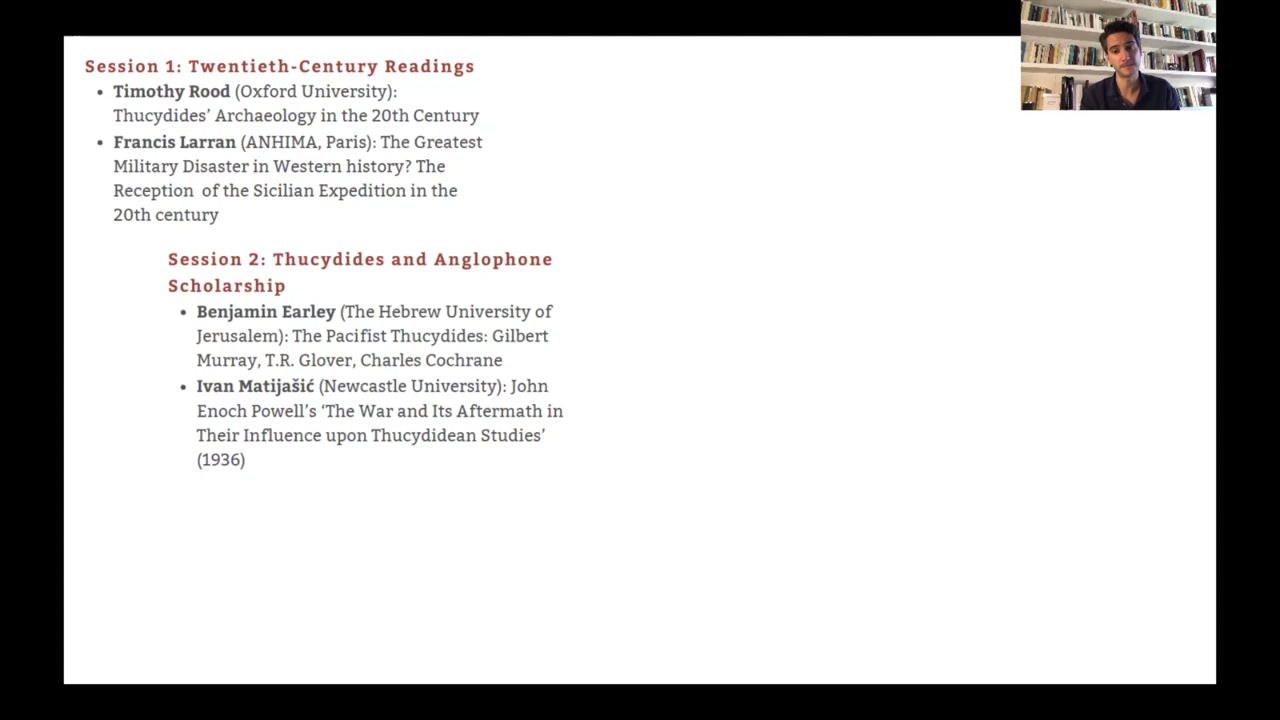 Session 1: Twentieth-Century Readings
• Timothy Rood (Oxford University):
Thucydides’ Archaeology in the 20th Century
• Francis Larran (ANHIMA, Paris): The Greatest
Military Disaster in Western history? The
Reception of the Sicilian Expedition in the
20th century
Session 2: Thucydides and Anglophone
Scholarship
• Benjamin Earley (The Hebrew University of
Jerusalem): The Pacifist Thucydides: Gilbert
Murray, T.R. Glover, Charles Cochrane
• Ivan Matijašić (Newcastle University): John
Enoch Powell’s ‘The War and Its Aftermath in
Their Influence upon Thucydidean Studies’
(1936)